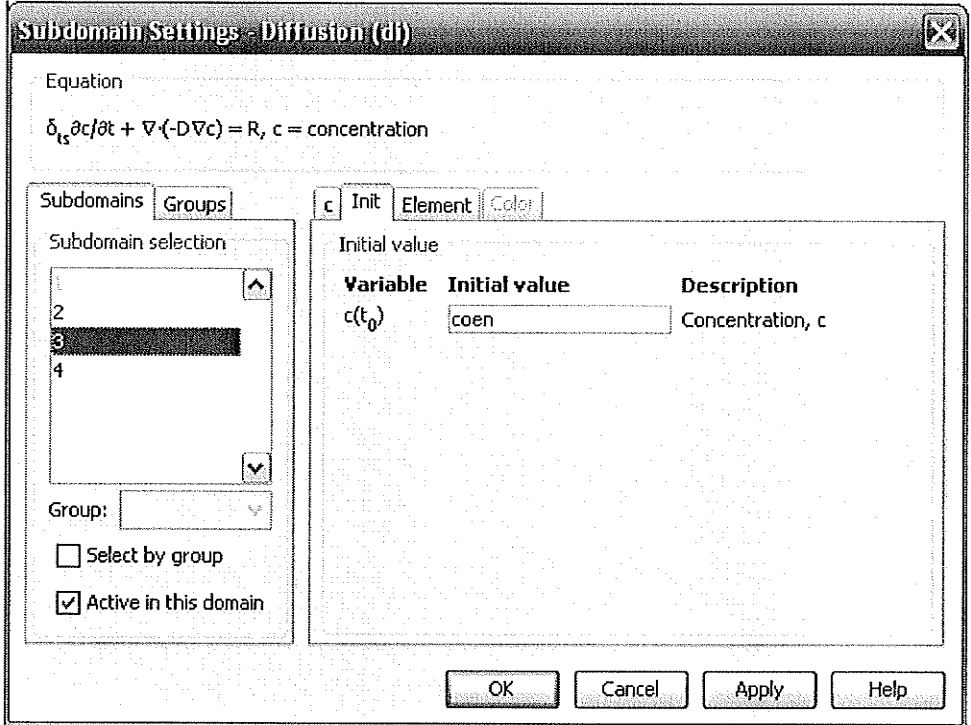 Subdomain Settings - Diffusion (di)
Equation
δts∂c/∂t + ∇·(-D∇c) = R, c = concentration
Subdomains Groups
c Init Element Color
Subdomain selection
1
2
3
4
Group:
Select by group
Active in this domain
Initial value
Variable Initial value Description
c(t0) coen Concentration, c
OK Cancel Apply Help